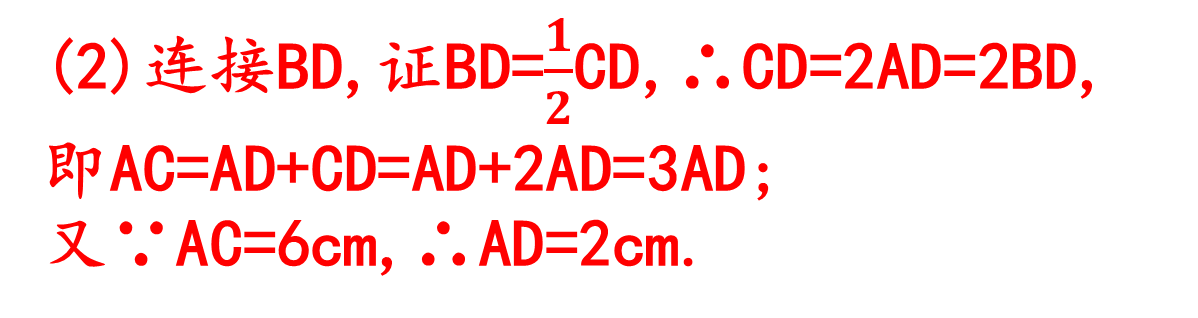 (2)连接BD,证BD=1/2CD,∴CD=2AD=2BD,
即AC=AD+CD=AD+2AD=3AD;
又∵AC=6cm,∴AD=2cm.